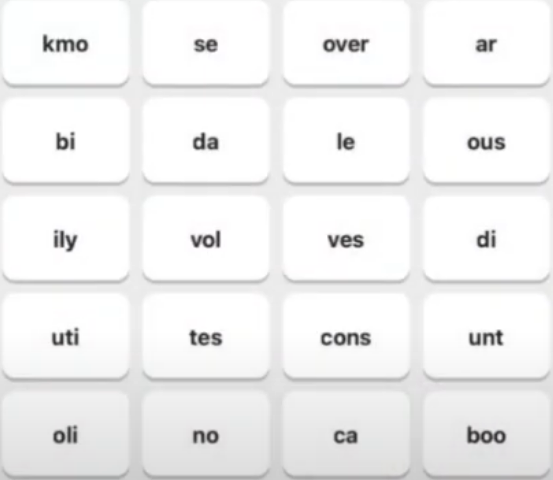 kmo se over ar
bi da le ous
ily vol ves di
uti tes cons unt
oli no ca boo